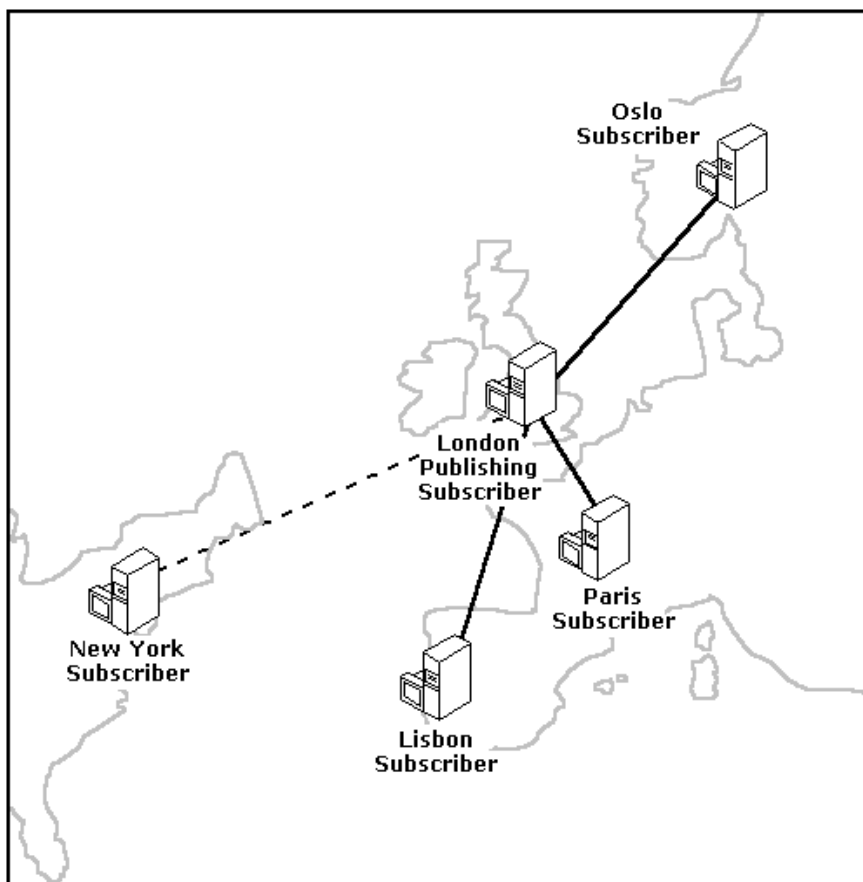 Oslo
Subscriber
London
Publishing
Subscriber
Paris
Subscriber
New York
Subscriber
Lisbon
Subscriber